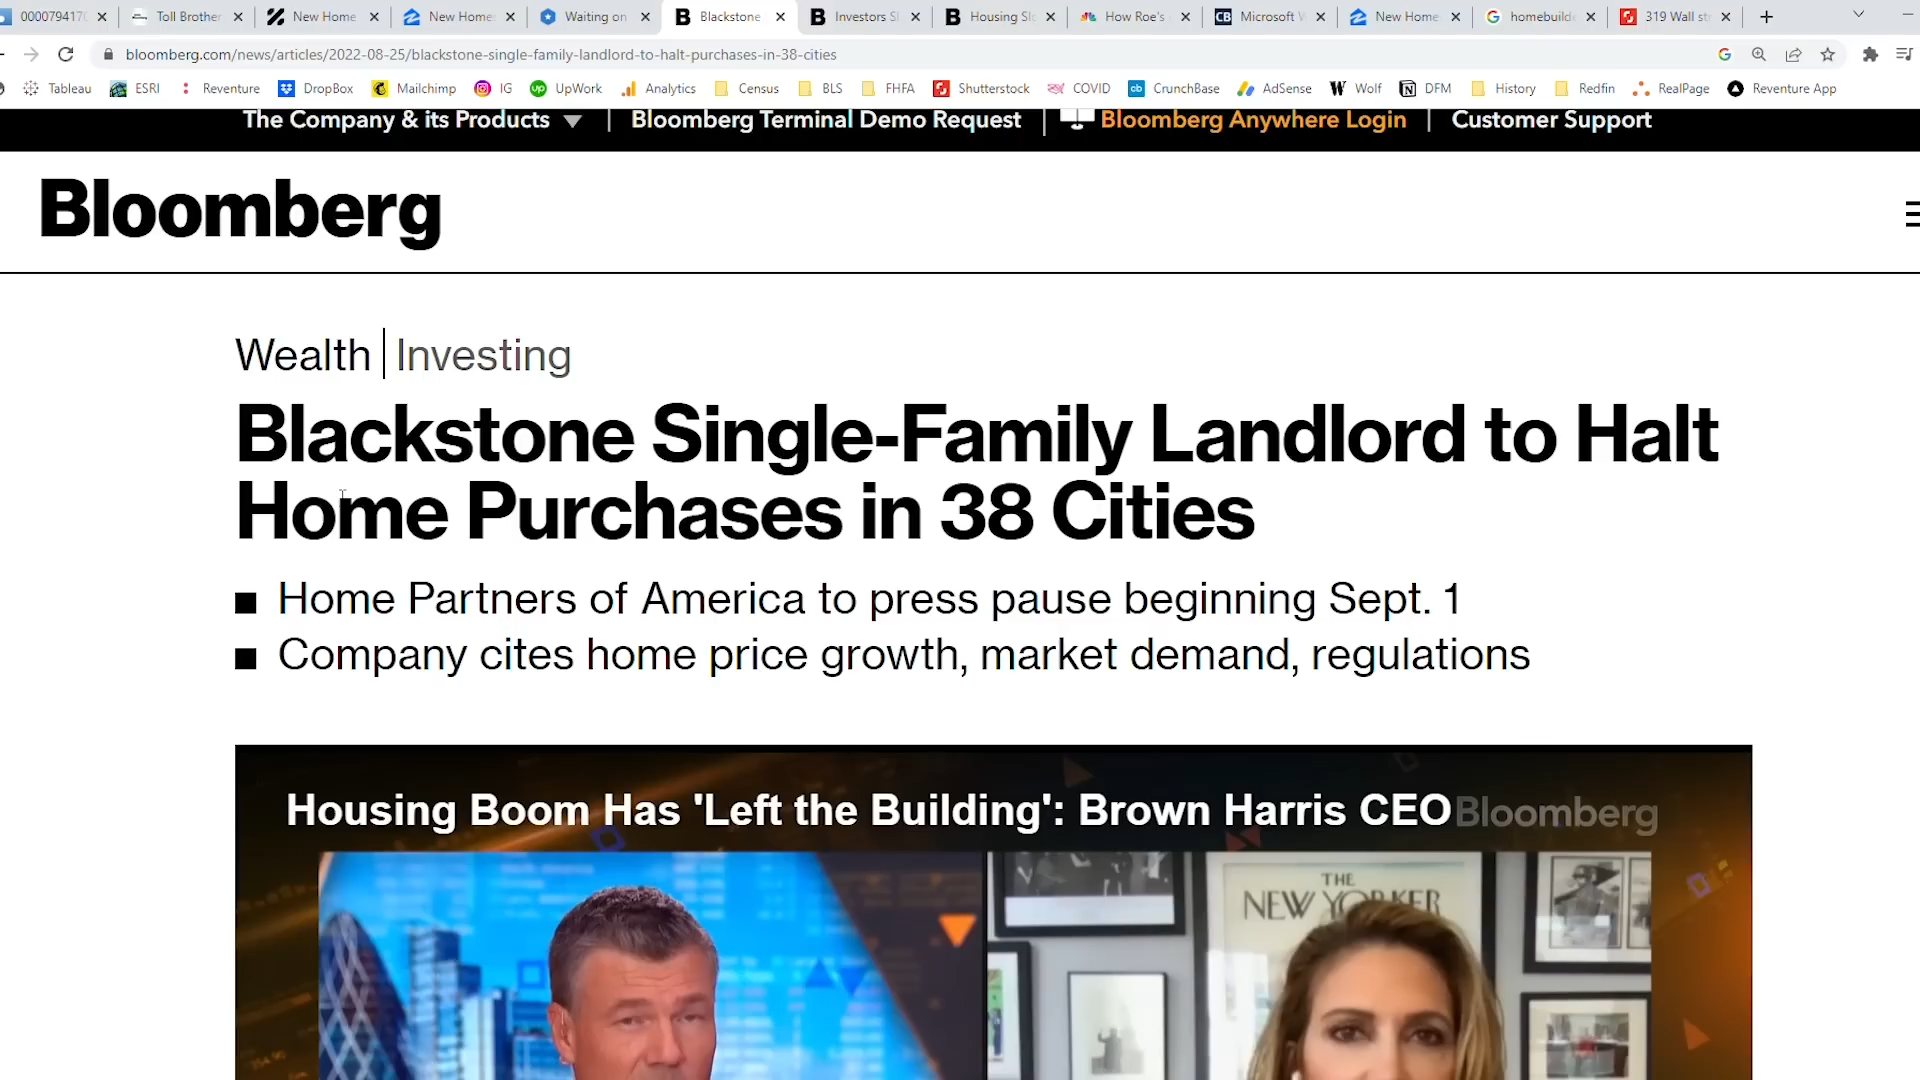 0000794170
Toll Brother
New Home
New Home
Waiting on
Blackstone
Investors Sl
Housing Slo
How Roe's
Microsoft W
New Home
homebuild
319 Wall st
bloomberg.com/news/articles/2022-08-25/blackstone-single-family-landlord-to-halt-purchases-in-38-cities
Tableau ESRI Reventure DropBox Mailchimp IG UpWork Analytics Census BLS FHFA Shutterstock COVID CrunchBase AdSense Wolf DFM History Redfin RealPage Reventure App
The Company & its Products | Bloomberg Terminal Demo Request | Bloomberg Anywhere Login | Customer Support
Bloomberg
Wealth | Investing
Blackstone Single-Family Landlord to Halt
Home Purchases in 38 Cities
Home Partners of America to press pause beginning Sept. 1
Company cites home price growth, market demand, regulations
Housing Boom Has 'Left the Building': Brown Harris CEO Bloomberg
THE
NEW YORKER